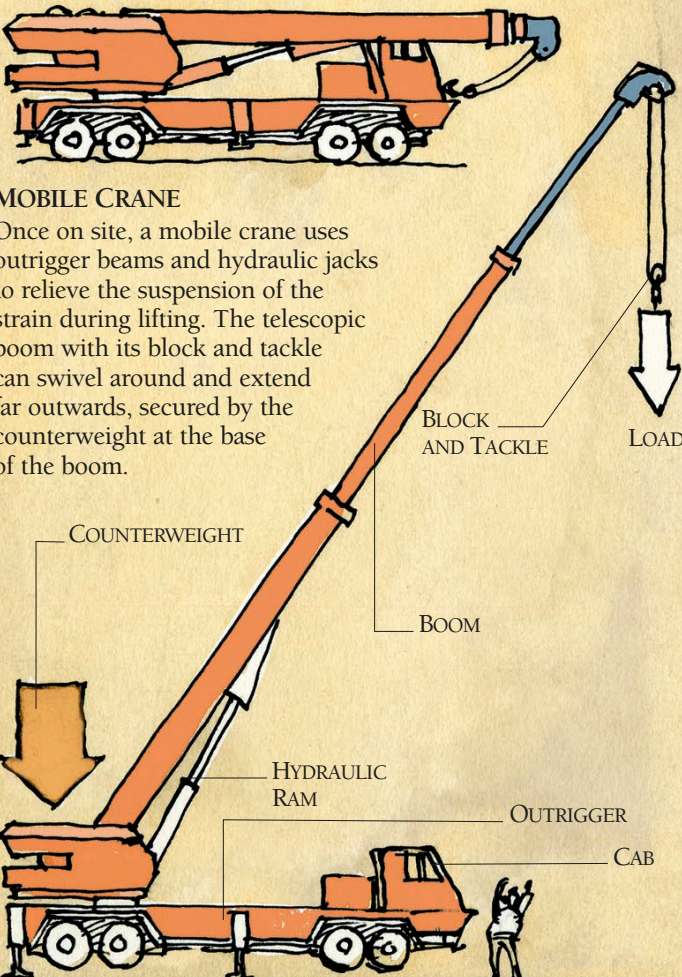 MOBILE CRANE
Once on site, a mobile crane uses
outrigger beams and hydraulic jacks
to relieve the suspension of the
strain during lifting. The telescopic
boom with its block and tackle
can swivel around and extend
far outwards, secured by the
counterweight at the base
of the boom.
BLOCK
AND TACKLE
LOAD
COUNTERWEIGHT
BOOM
HYDRAULIC
RAM
OUTRIGGER
CAB